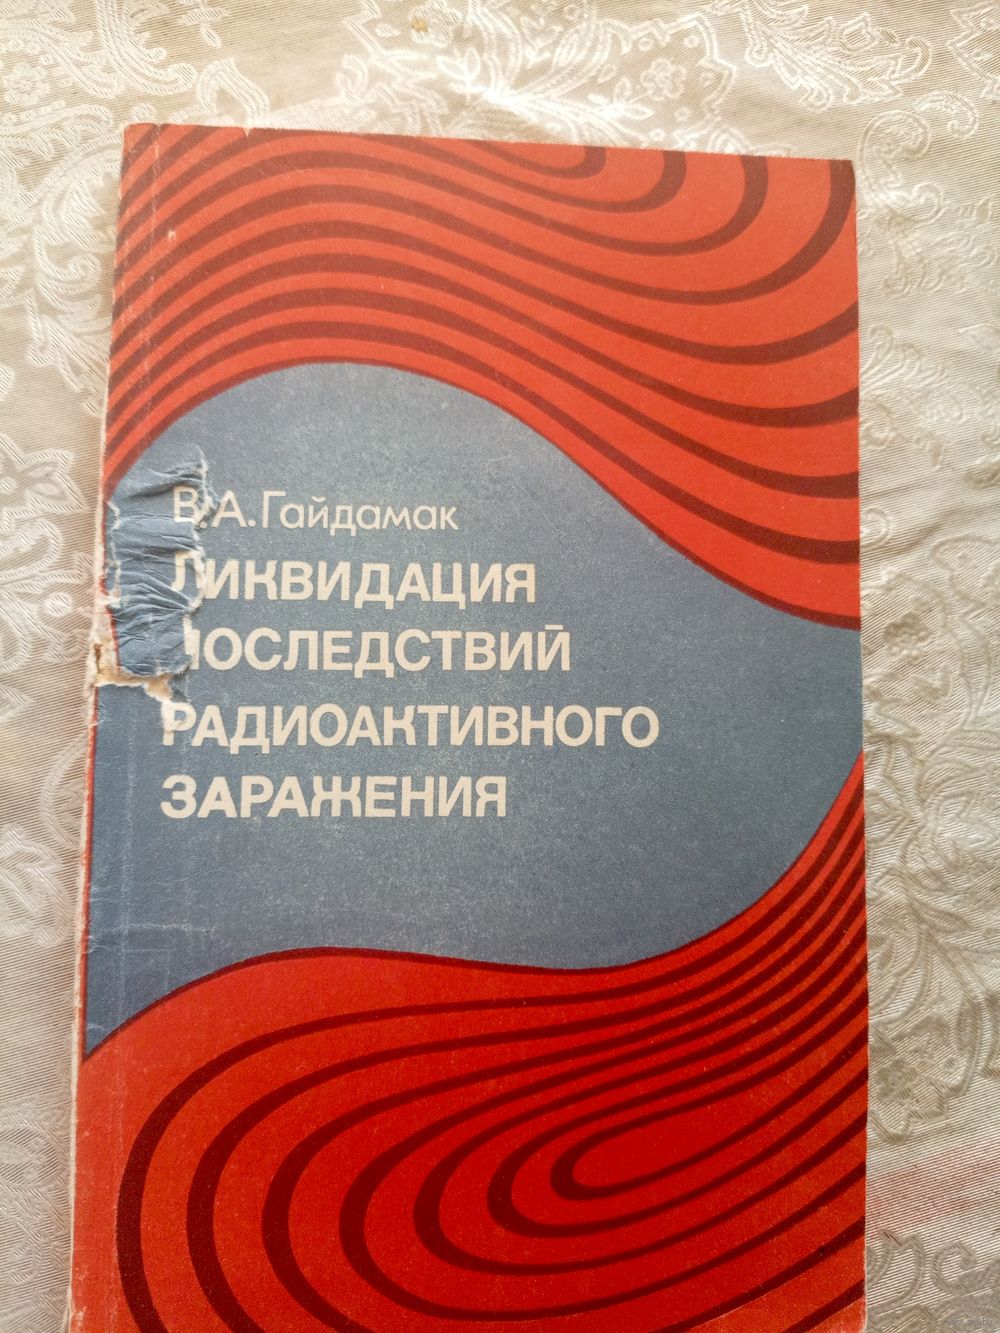 В.А.Гайдамак
ЛИКВИДАЦИЯ
ПОСЛЕДСТВИЙ
РАДИОАКТИВНОГО
ЗАРАЖЕНИЯ